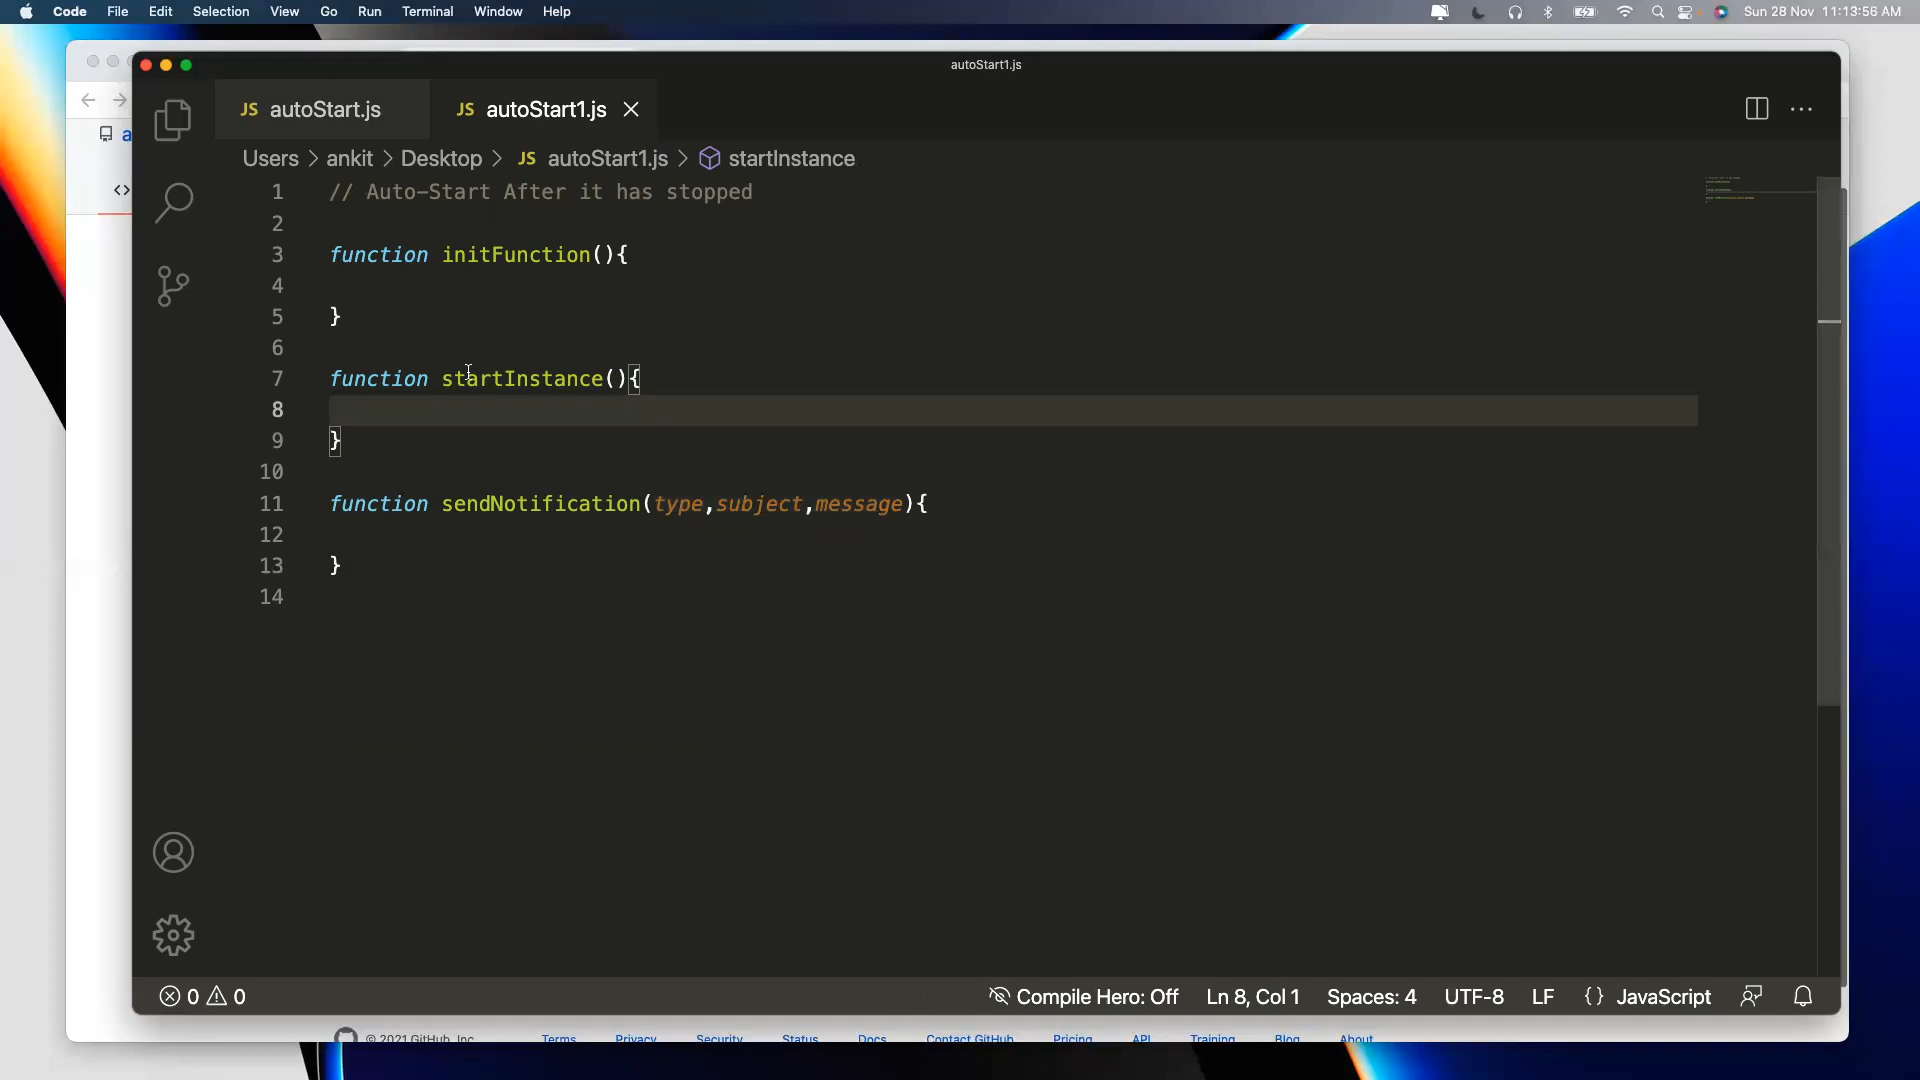 Code File Edit Selection View Go Run Terminal Window Help Sun 28 Nov 11:13:56 AM
autoStart1.js
JS autoStart.js JS autoStart1.js
Users > ankit > Desktop > JS autoStart1.js > startInstance
1 // Auto-Start After it has stopped
2
3 function initFunction(){
4
5 }
6
7 function startInstance(){
8
9 }
10
11 function sendNotification(type,subject,message){
12
13 }
14
0 0 Compile Hero: Off Ln 8, Col 1 Spaces: 4 UTF-8 LF {} JavaScript
© 2021 GitHub, Inc. Terms Privacy Security Status Docs Contact GitHub Pricing API Training Blog About